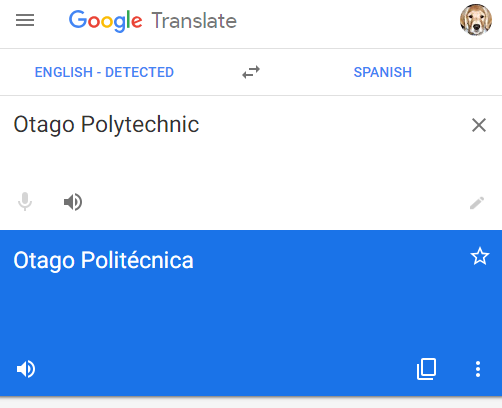 Google Translate
ENGLISH - DETECTED SPANISH
Otago Polytechnic
Otago Politécnica